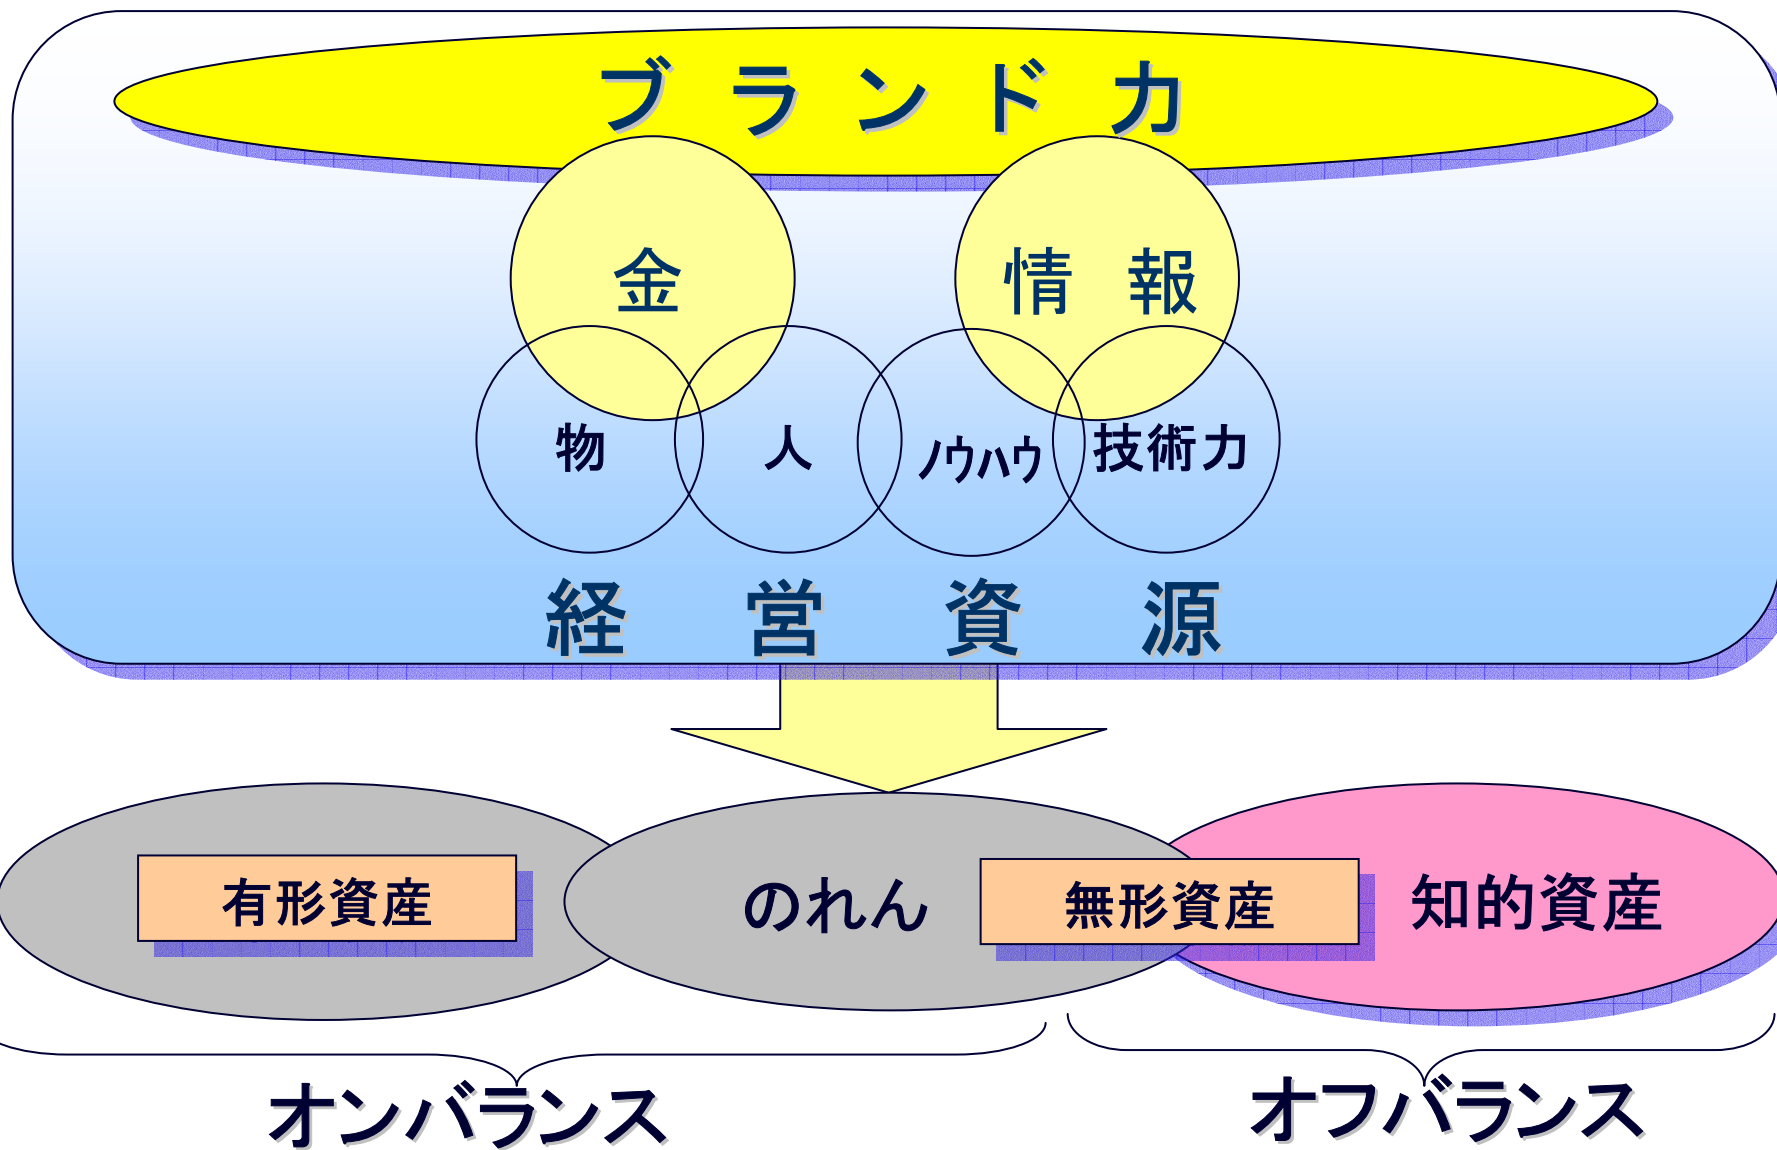 ブランド力
金
情報
物
人
ﾉｳﾊｳ
技術力
経営資源
有形資産
のれん
無形資産
知的資産
オンバランス
オフバランス